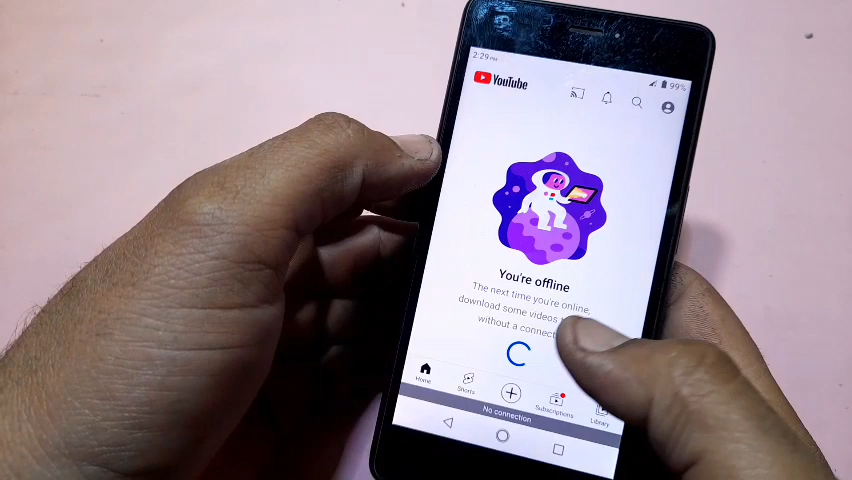 2:29 PM
99%
YouTube
You're offline
The next time you're online,
download some videos
without a connect
Home
Shorts
Subscriptions
Library
No connection